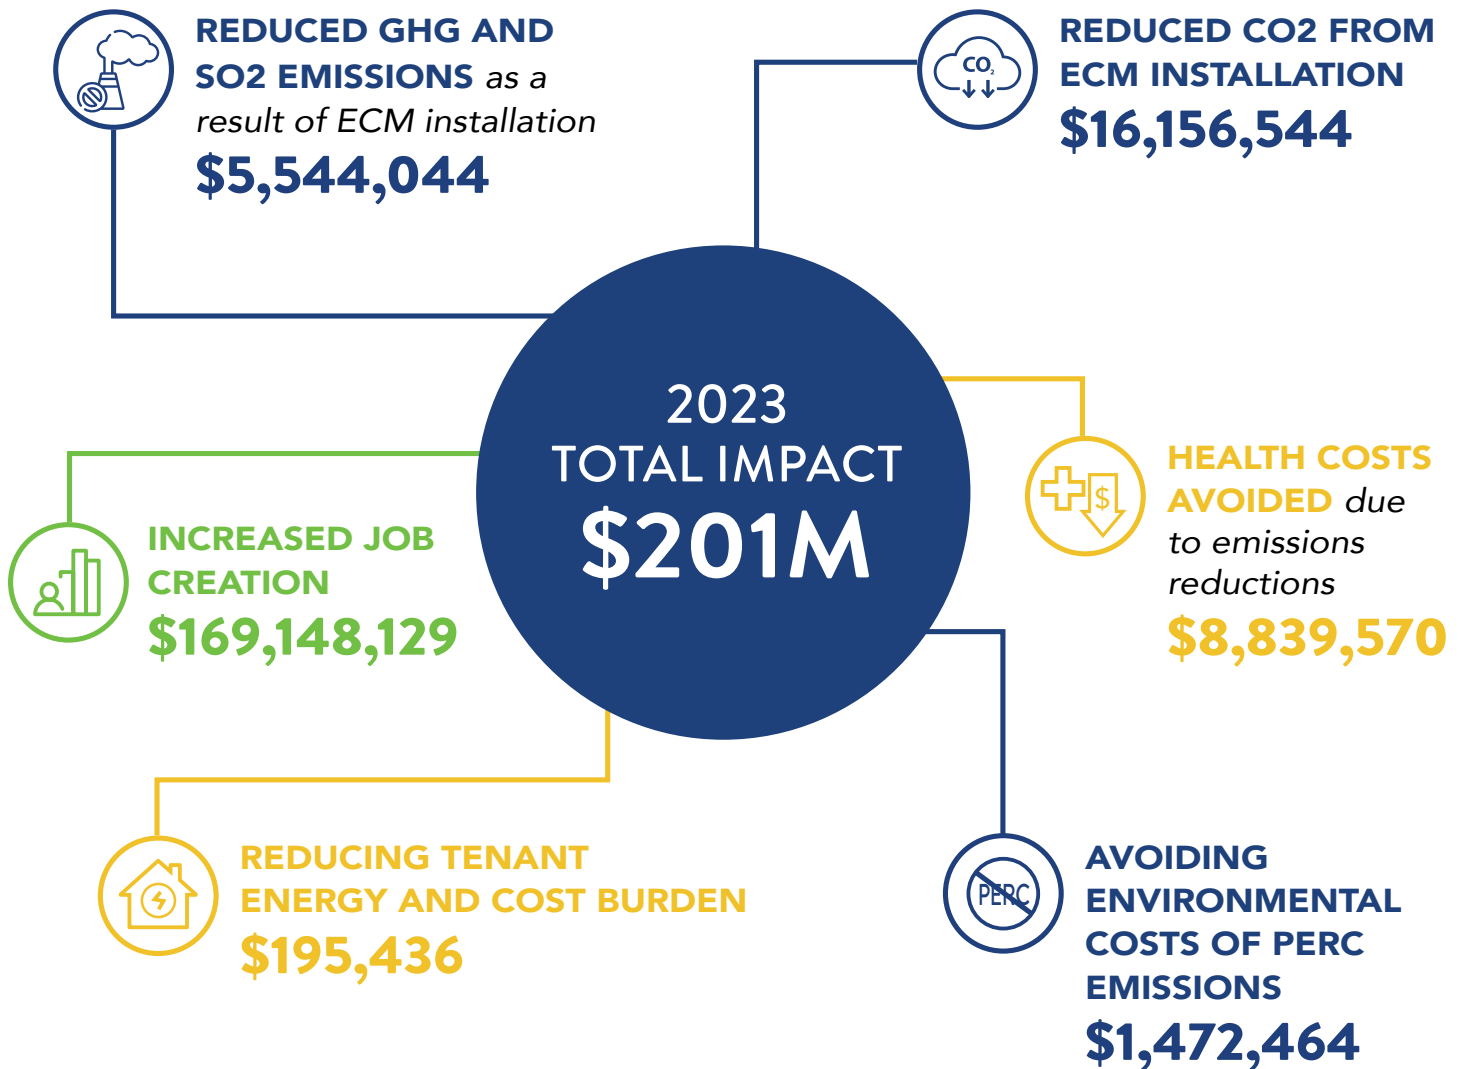 REDUCED GHG AND
SO2 EMISSIONS as a
result of ECM installation
$5,544,044
CO2
REDUCED CO2 FROM
ECM INSTALLATION
$16,156,544
2023
TOTAL IMPACT
$201M
$
HEALTH COSTS
AVOIDED due
to emissions
reductions
$8,839,570
INCREASED JOB
CREATION
$169,148,129
REDUCING TENANT
ENERGY AND COST BURDEN
$195,436
PERC
AVOIDING
ENVIRONMENTAL
COSTS OF PERC
EMISSIONS
$1,472,464